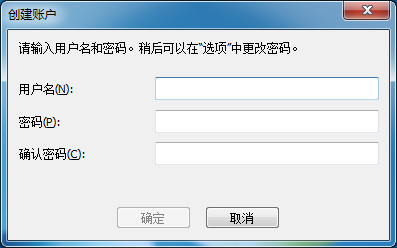 创建账户
请输入用户名和密码。稍后可以在“选项”中更改密码。
用户名(N):
密码(P):
确认密码(C):
确定
取消